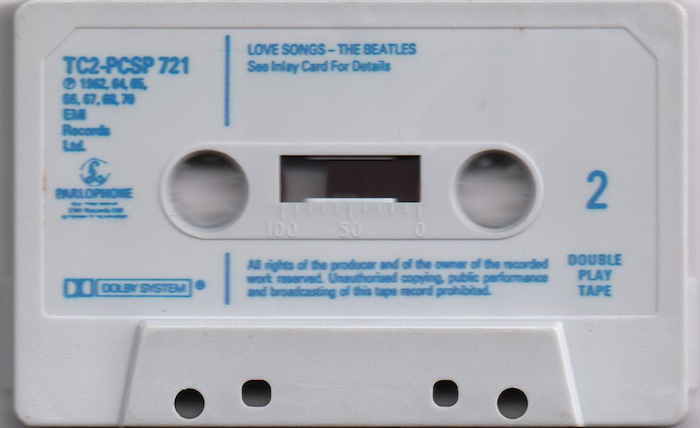 TC2-PCSP 721
℗ 1962, 64, 65,
66, 67, 68, 70
EMI
Records
Ltd.
PARLOPHONE
LOVE SONGS – THE BEATLES
See Inlay Card For Details
100 50 0
2
DOLBY SYSTEM ®
All rights of the producer and of the owner of the recorded
work reserved. Unauthorised copying, public performance
and broadcasting of this tape record prohibited.
DOUBLE
PLAY
TAPE